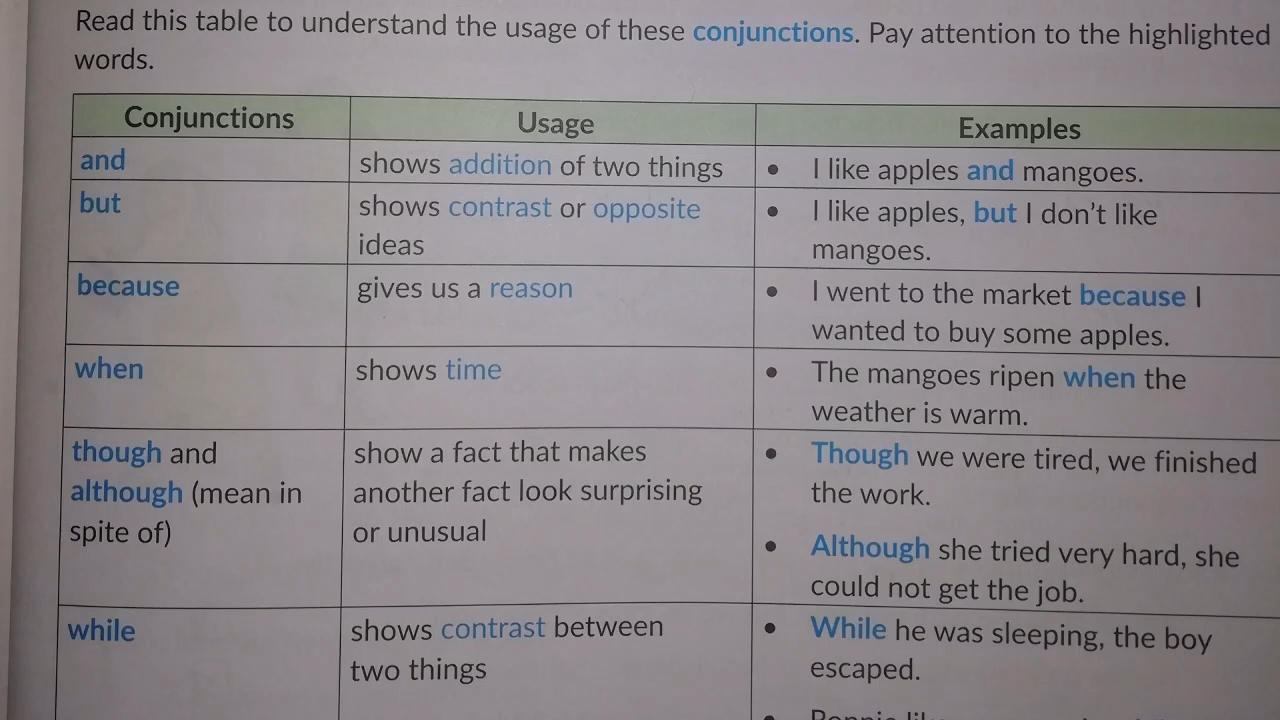 Read this table to understand the usage of these conjunctions. Pay attention to the highlighted
words.
Conjunctions Usage Examples
and
shows addition of two things
• I like apples and mangoes.
but
shows contrast or opposite
ideas
• I like apples, but I don't like
mangoes.
because
gives us a reason
• I went to the market because I
wanted to buy some apples.
when
shows time
• The mangoes ripen when the
weather is warm.
though and
although (mean in
spite of)
show a fact that makes
another fact look surprising
or unusual
• Though we were tired, we finished
the work.
• Although she tried very hard, she
could not get the job.
while
shows contrast between
two things
• While he was sleeping, the boy
escaped.